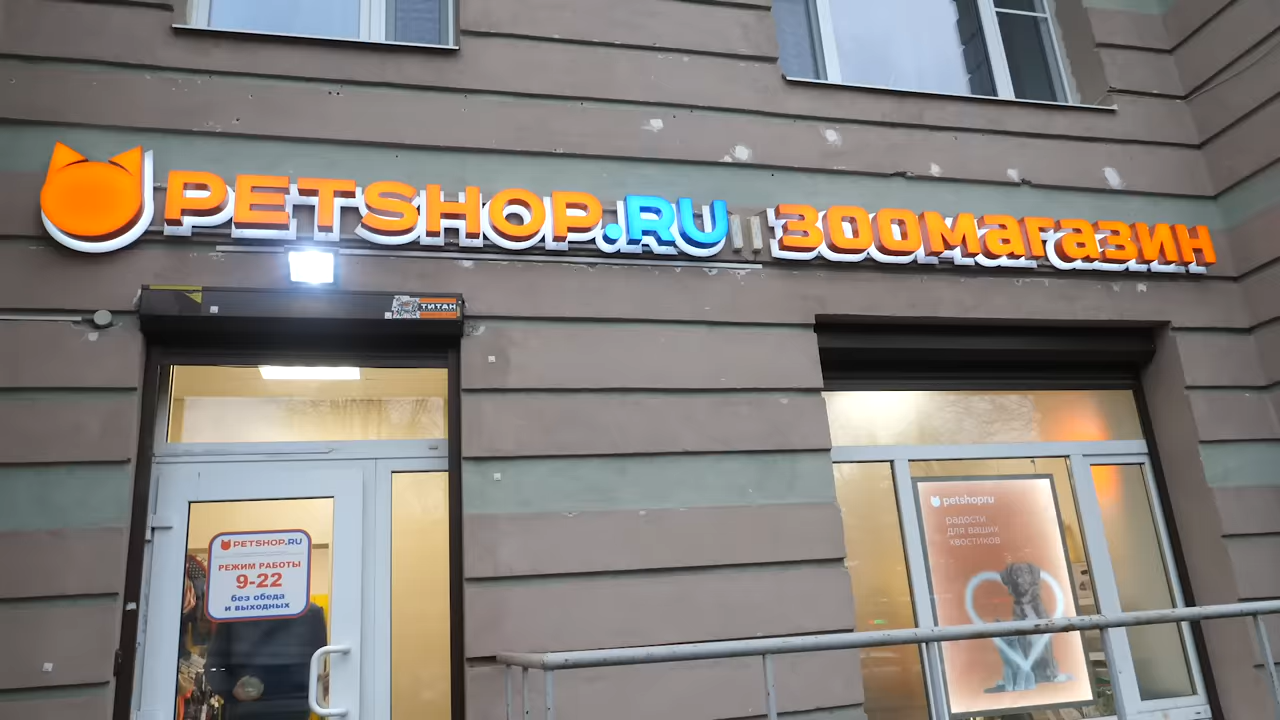 PETSHOP.RU зоомагазин
ТИТАН
PETSHOP.RU
РЕЖИМ РАБОТЫ
9-22
без обеда
и выходных
petshopru
радости
для ваших
хвостиков